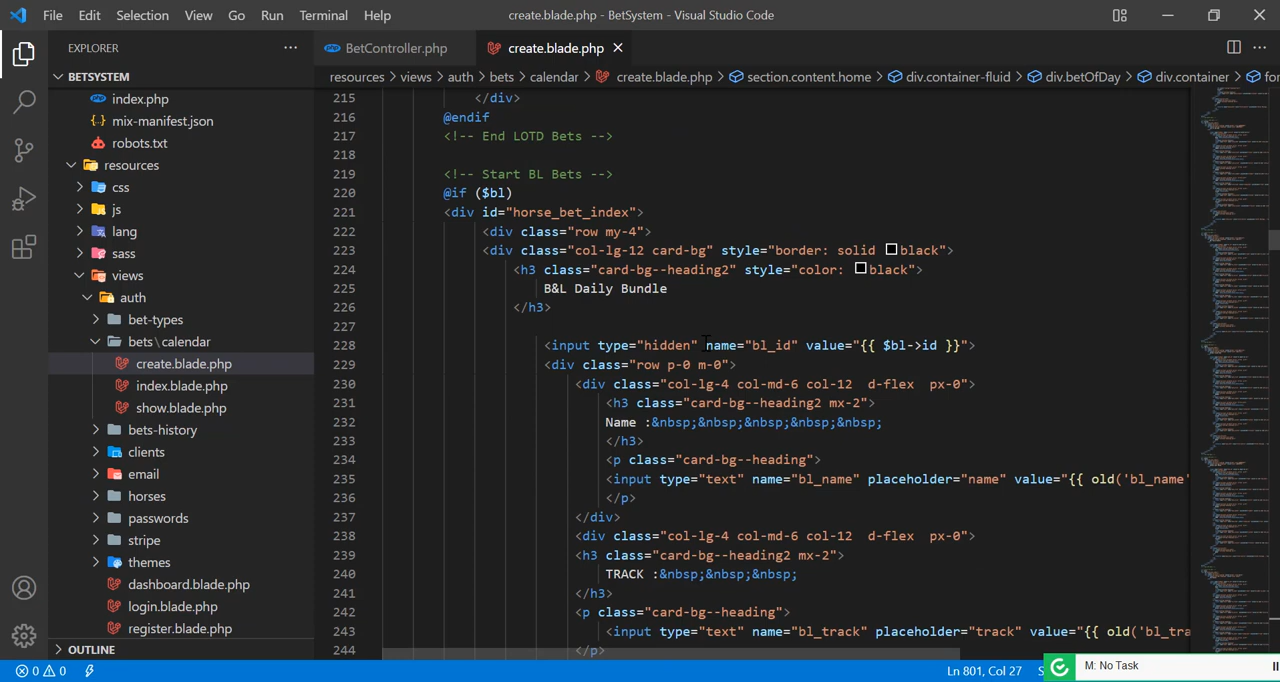 File Edit Selection View Go Run Terminal Help create.blade.php - BetSystem - Visual Studio Code
EXPLORER
BETSYSTEM
index.php
{..} mix-manifest.json
robots.txt
resources
css
js
lang
sass
views
auth
bet-types
bets\calendar
create.blade.php
index.blade.php
show.blade.php
bets-history
clients
email
horses
passwords
stripe
themes
dashboard.blade.php
login.blade.php
register.blade.php
OUTLINE
BetController.php create.blade.php
resources > views > auth > bets > calendar > create.blade.php > section.content.home > div.container-fluid > div.betOfDay > div.container > for
215 </div>
216 @endif
217 <!-- End LOTD Bets -->
218
219 <!-- Start BL Bets -->
220 @if ($bl)
221 <div id="horse_bet_index">
222 <div class="row my-4">
223 <div class="col-lg-12 card-bg" style="border: solid black">
224 <h3 class="card-bg--heading2" style="color: black">
225 B&L Daily Bundle
226 </h3>
227
228 <input type="hidden" name="bl_id" value="{{ $bl->id }}">
229 <div class="row p-0 m-0">
230 <div class="col-lg-4 col-md-6 col-12  d-flex  px-0">
231 <h3 class="card-bg--heading2 mx-2">
232 Name :&nbsp;&nbsp;&nbsp;&nbsp;&nbsp;
233 </h3>
234 <p class="card-bg--heading">
235 <input type="text" name="bl_name" placeholder="name" value="{{ old('bl_name'
236 </p>
237 </div>
238 <div class="col-lg-4 col-md-6 col-12  d-flex  px-0">
239 <h3 class="card-bg--heading2 mx-2">
240 TRACK :&nbsp;&nbsp;&nbsp;
241 </h3>
242 <p class="card-bg--heading">
243 <input type="text" name="bl_track" placeholder="track" value="{{ old('bl_tra
244 </p>
0 0 Ln 801, Col 27 S M: No Task